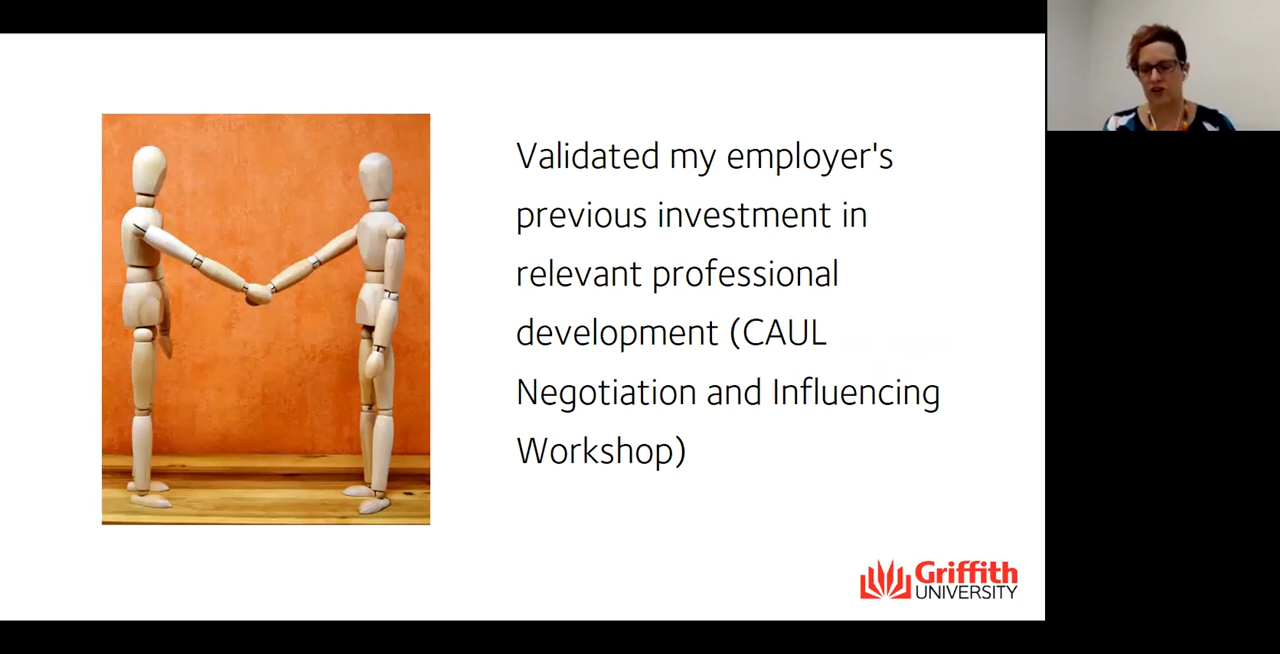 Validated my employer's
previous investment in
relevant professional
development (CAUL
Negotiation and Influencing
Workshop)
Griffith
UNIVERSITY